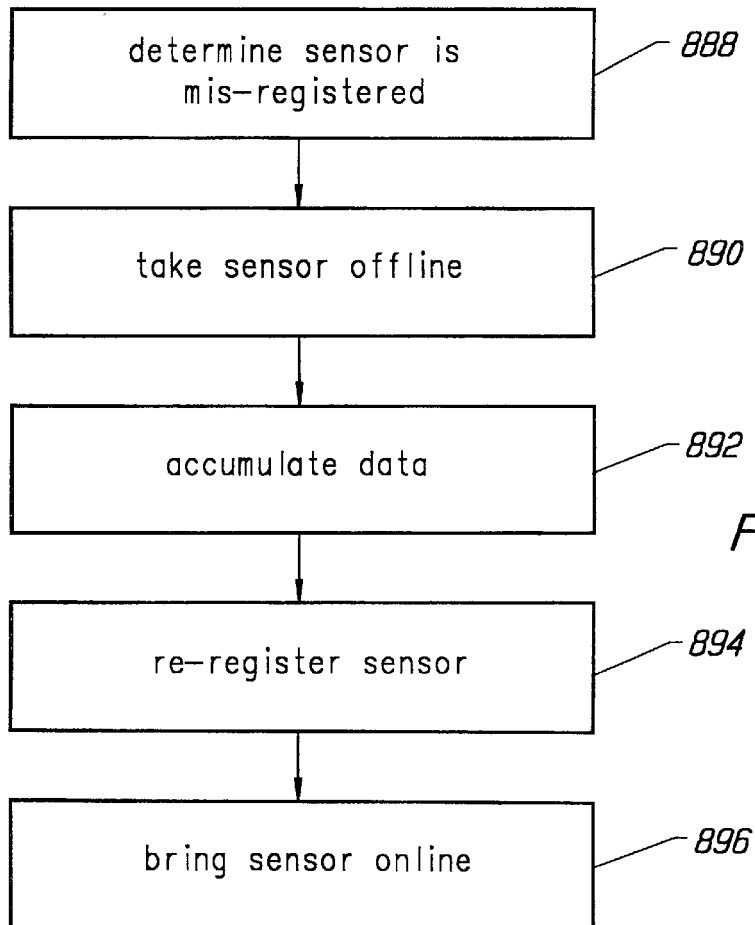 determine sensor is
mis-registered
888
take sensor offline
890
accumulate data
892
F
re-register sensor
894
bring sensor online
896